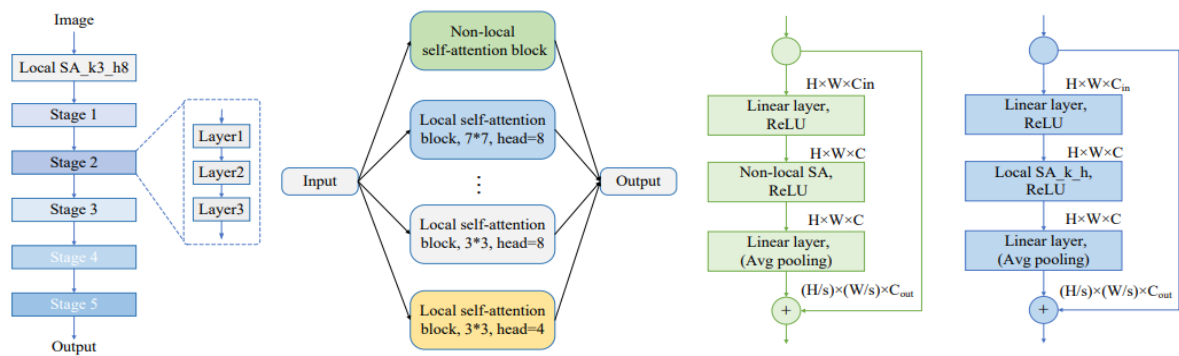 Image
Local SA_k3_h8
Stage 1
Stage 2
Stage 3
Stage 4
Stage 5
Output
Layer1
Layer2
Layer3
Input
Non-local
self-attention block
Local self-attention
block, 7*7, head=8
⋮
Local self-attention
block, 3*3, head=8
Local self-attention
block, 3*3, head=4
Output
H×W×Cin
Linear layer,
ReLU
H×W×C
Non-local SA,
ReLU
H×W×C
Linear layer,
(Avg pooling)
(H/s)×(W/s)×Cout
+
H×W×Cin
Linear layer,
ReLU
H×W×C
Local SA_k_h,
ReLU
H×W×C
Linear layer,
(Avg pooling)
(H/s)×(W/s)×Cout
+